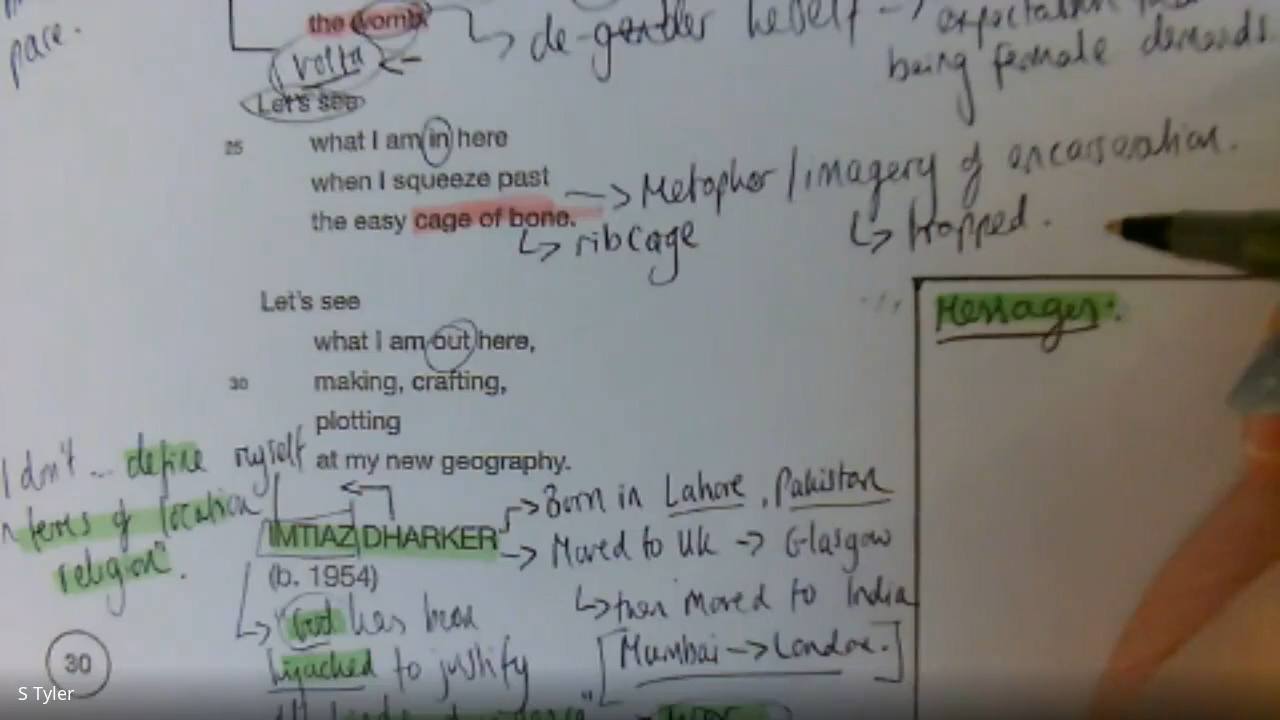 pace.
the womb
de-gender herself -> expectation
being female demands.
volta
Let's see
25 what I am in here
when I squeeze past
the easy cage of bone.
-> Metaphor / imagery of encarseration.
↳ ribcage
↳ trapped.
Let's see
what I am out here,
30 making, crafting,
plotting
at my new geography.
Messages:
I don't ... define myself
in terms of location
religion".
IMTIAZ DHARKER
(b. 1954)
-> Born in Lahore, Pakistan
-> Moved to UK -> Glasgow
↳ then moved to India
[Mumbai -> London.]
↳ "God has been
hijacked to justify
30
S Tyler